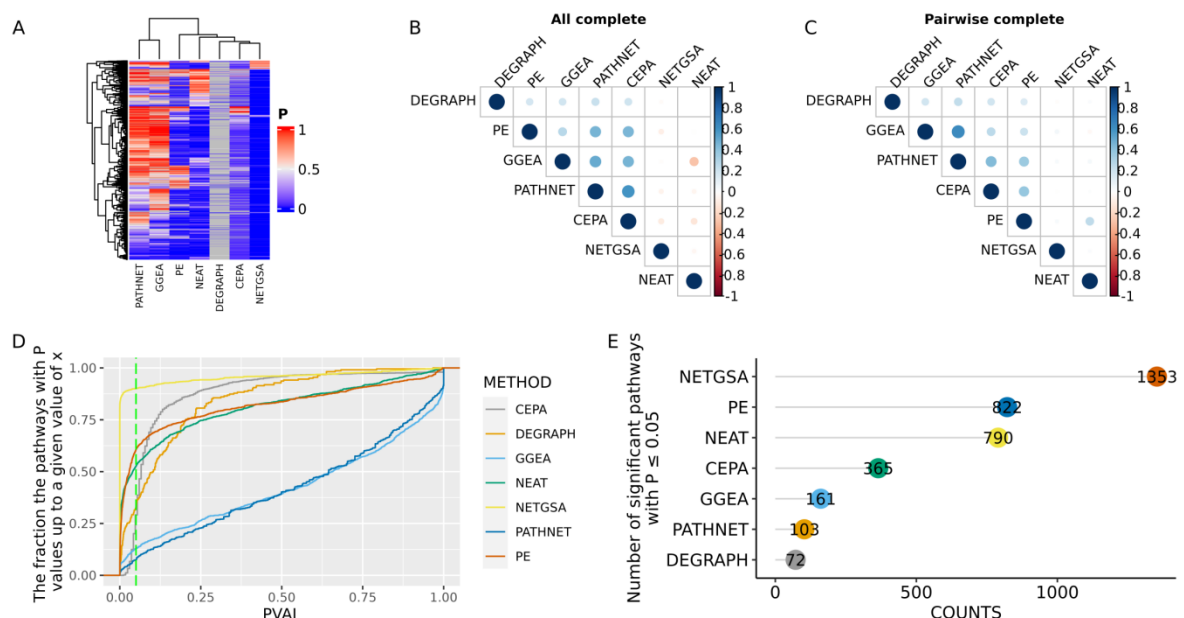 A
P
1
0.5
0
PATHNET
GGEA
PE
NEAT
DEGRAPH
CEPA
NETGSA
B
All complete
DEGRAPH
PE
GGEA
PATHNET
CEPA
NETGSA
NEAT
DEGRAPH
PE
GGEA
PATHNET
CEPA
NETGSA
NEAT
1
0.8
0.6
0.4
0.2
0
-0.2
-0.4
-0.6
-0.8
-1
C
Pairwise complete
DEGRAPH
GGEA
PATHNET
CEPA
PE
NETGSA
NEAT
DEGRAPH
GGEA
PATHNET
CEPA
PE
NETGSA
NEAT
1
0.8
0.6
0.4
0.2
0
-0.2
-0.4
-0.6
0.8
-1
D
The fraction the pathways with P
values up to a given value of x
1.00
0.75
0.50
0.25
0.00
0.00
0.25
0.50
0.75
1.00
PVAL
METHOD
CEPA
DEGRAPH
GGEA
NEAT
NETGSA
PATHNET
PE
E
Number of significant pathways
with P ≤ 0.05
NETGSA
1353
PE
822
NEAT
790
CEPA
365
GGEA
161
PATHNET
103
DEGRAPH
72
0
500
1000
COUNTS